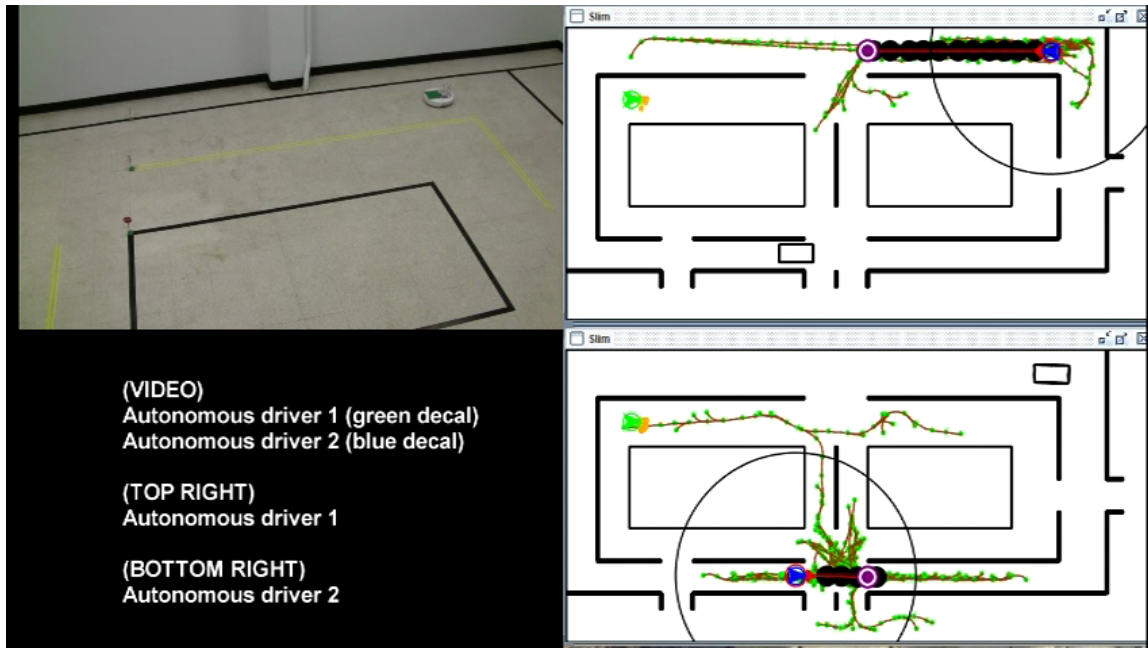 Slim
(VIDEO)
Autonomous driver 1 (green decal)
Autonomous driver 2 (blue decal)
(TOP RIGHT)
Autonomous driver 1
(BOTTOM RIGHT)
Autonomous driver 2
Slim